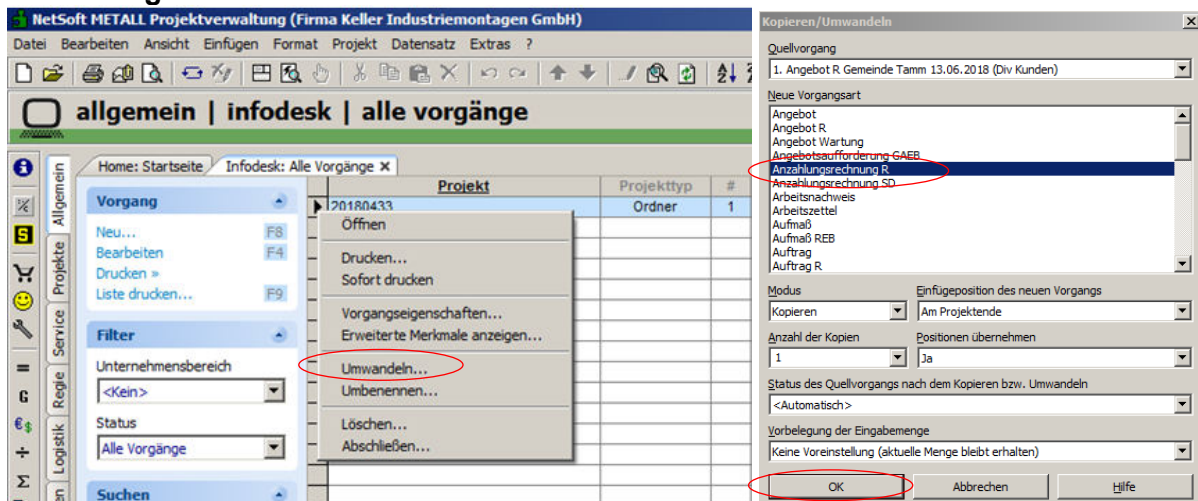 NetSoft METALL Projektverwaltung (Firma Keller Industriemontagen GmbH)
Datei Bearbeiten Ansicht Einfügen Format Projekt Datensatz Extras ?
allgemein | infodesk | alle vorgänge
Home: Startseite Infodesk: Alle Vorgänge ×
Allgemein
Projekte
Service
Regie
Logistik
Vorgang
Neu... F8
Bearbeiten F4
Drucken »
Liste drucken... F9
Filter
Unternehmensbereich
<Kein>
Status
Alle Vorgänge
Suchen
Projekt Projekttyp #
20180433 Ordner 1
Öffnen
Drucken...
Sofort drucken
Vorgangseigenschaften...
Erweiterte Merkmale anzeigen...
Umwandeln...
Umbenennen...
Löschen...
Abschließen...
Kopieren/Umwandeln
Quellvorgang
1. Angebot R Gemeinde Tamm 13.06.2018 (Div Kunden)
Neue Vorgangsart
Angebot
Angebot R
Angebot Wartung
Angebotsaufforderung GAEB
Anzahlungsrechnung R
Anzahlungsrechnung SD
Arbeitsnachweis
Arbeitszettel
Aufmaß
Aufmaß REB
Auftrag
Auftrag R
Modus Einfügeposition des neuen Vorgangs
Kopieren Am Projektende
Anzahl der Kopien Positionen übernehmen
1 Ja
Status des Quellvorgangs nach dem Kopieren bzw. Umwandeln
<Automatisch>
Vorbelegung der Eingabemenge
Keine Voreinstellung (aktuelle Menge bleibt erhalten)
OK Abbrechen Hilfe